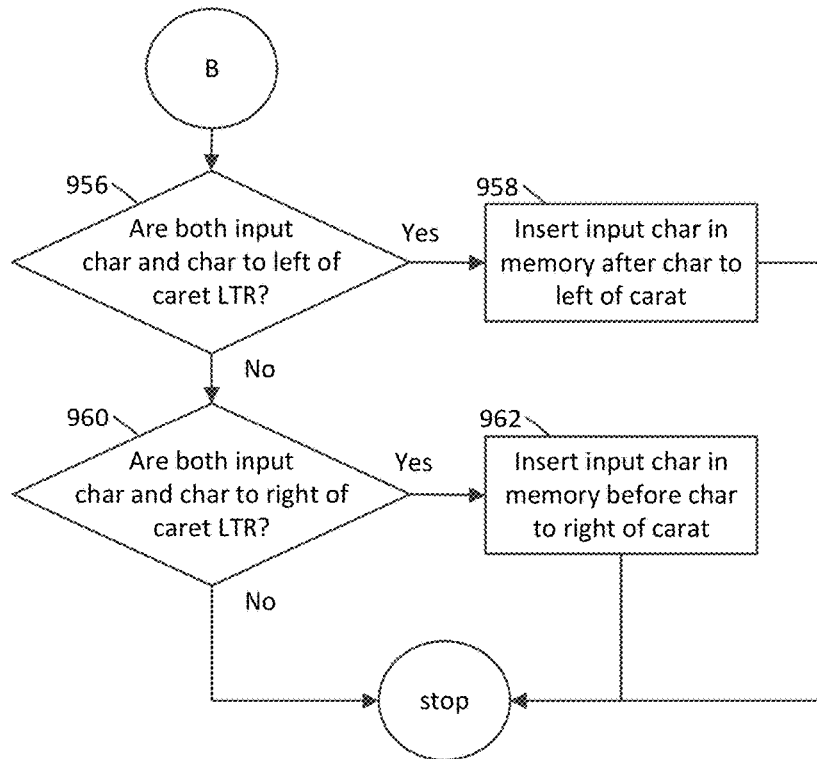 B
956
Are both input
char and char to left of
caret LTR?
Yes
958
Insert input char in
memory after char to
left of carat
No
960
Are both input
char and char to right of
caret LTR?
Yes
962
Insert input char in
memory before char
to right of carat
No
stop